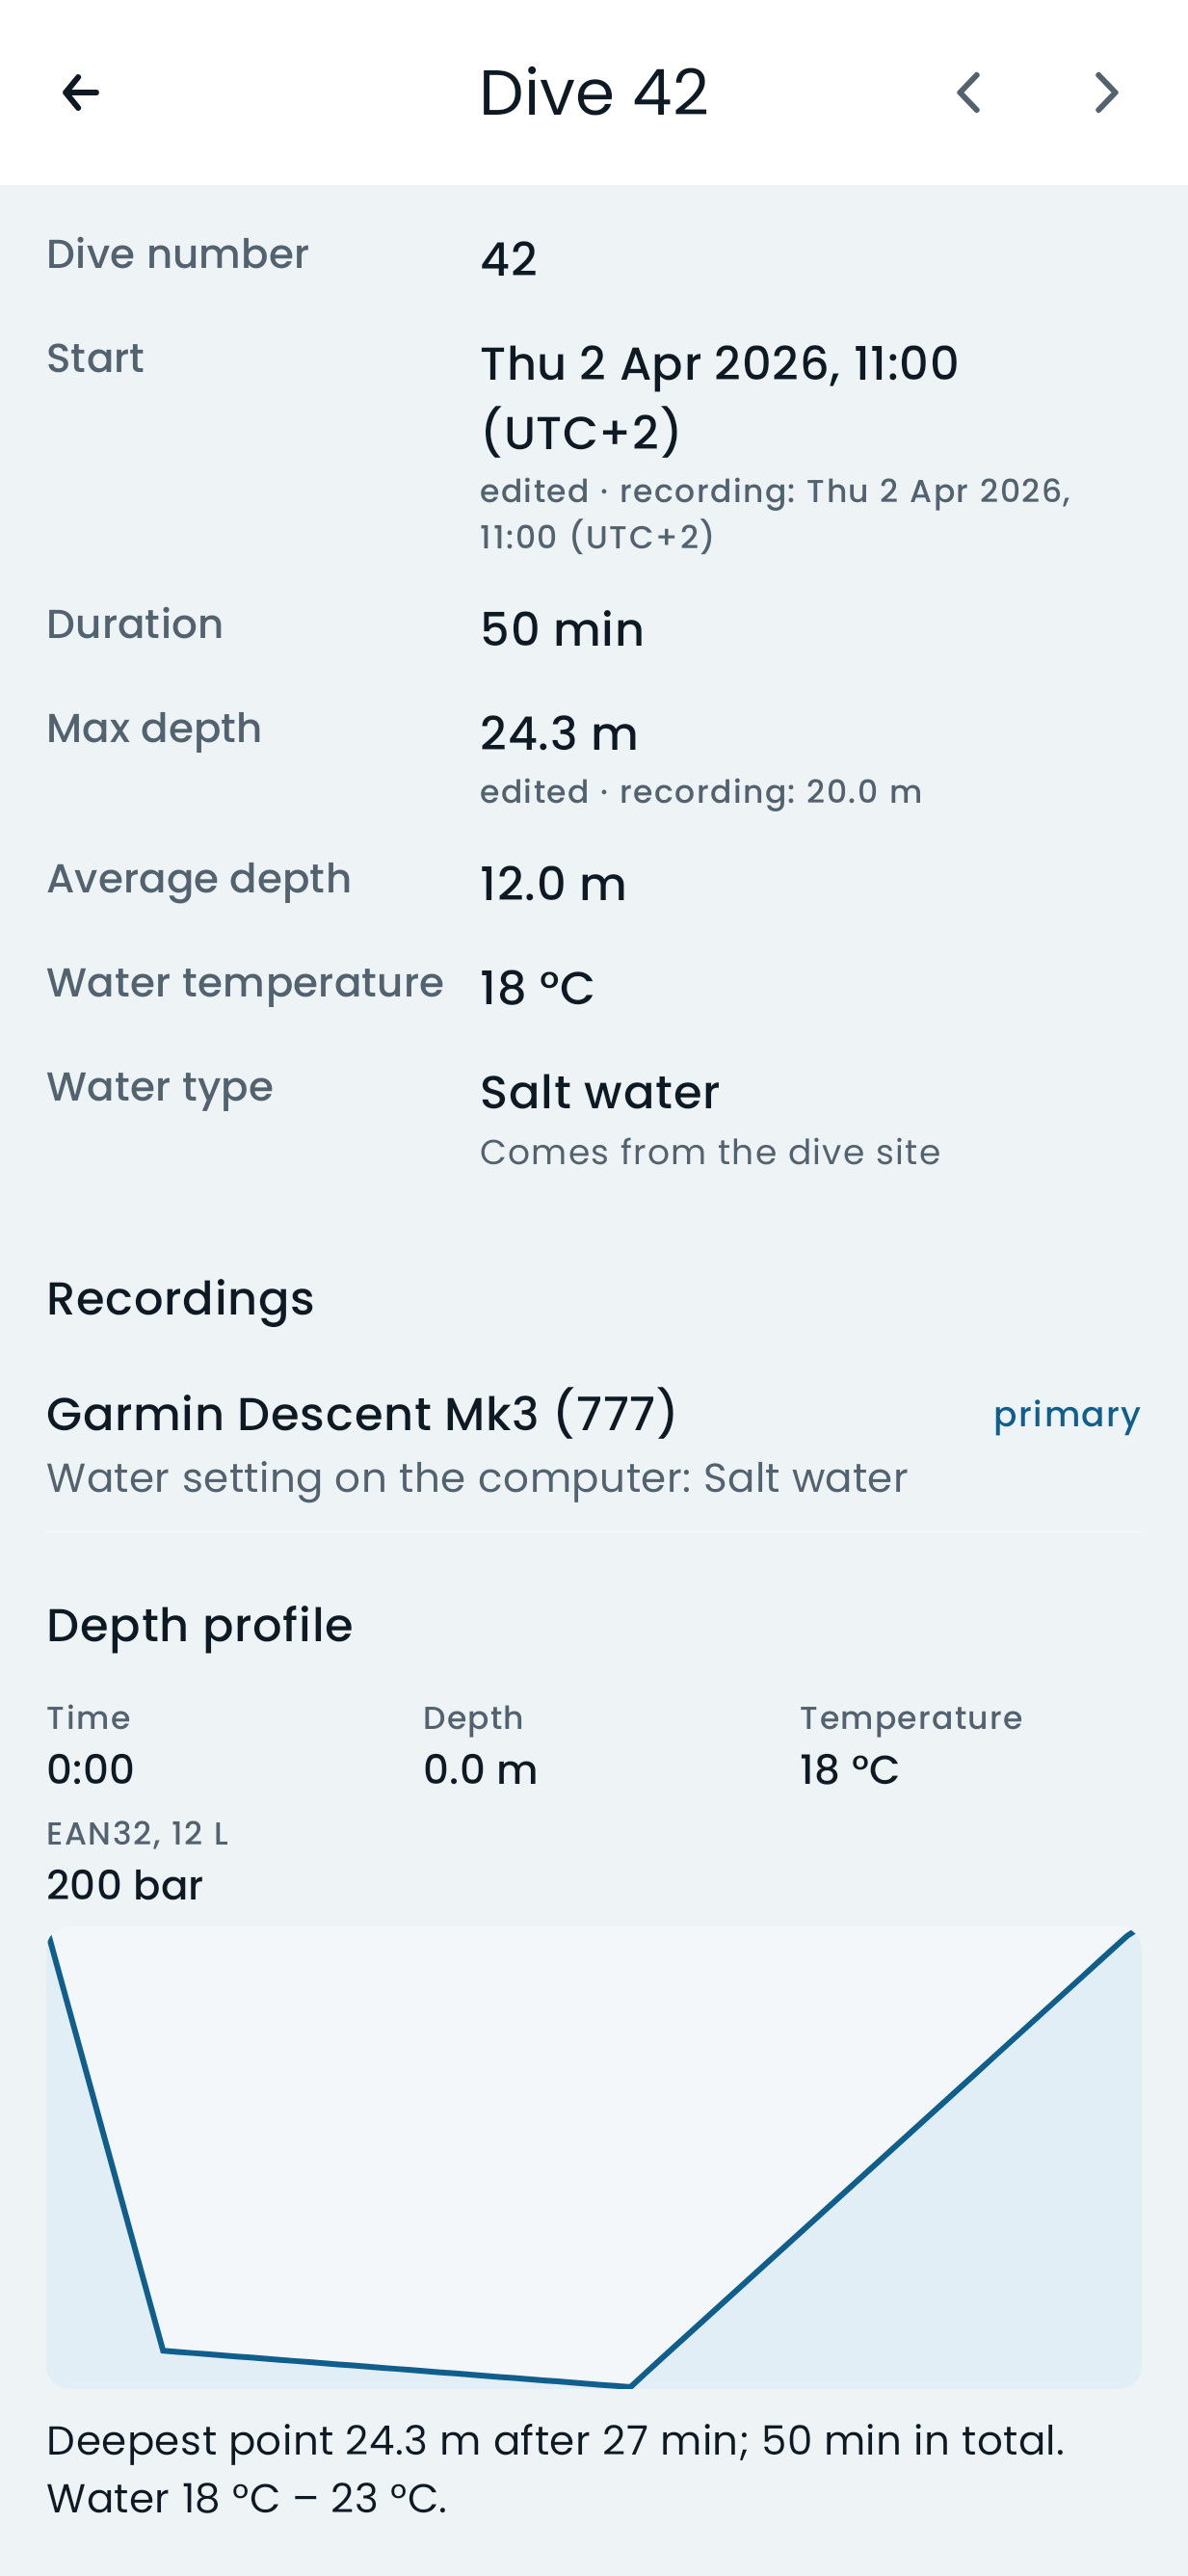 Dive 42
Dive number
42
Start
Thu 2 Apr 2026, 11:00
(UTC+2)
edited · recording: Thu 2 Apr 2026,
11:00 (UTC+2)
Duration
50 min
Max depth
24.3 m
edited · recording: 20.0 m
Average depth
12.0 m
Water temperature
18 °C
Water type
Salt water
Comes from the dive site
Recordings
Garmin Descent Mk3 (777)
primary
Water setting on the computer: Salt water
Depth profile
Time
0:00
Depth
0.0 m
Temperature
18 °C
EAN32, 12 L
200 bar
Deepest point 24.3 m after 27 min; 50 min in total.
Water 18 °C – 23 °C.